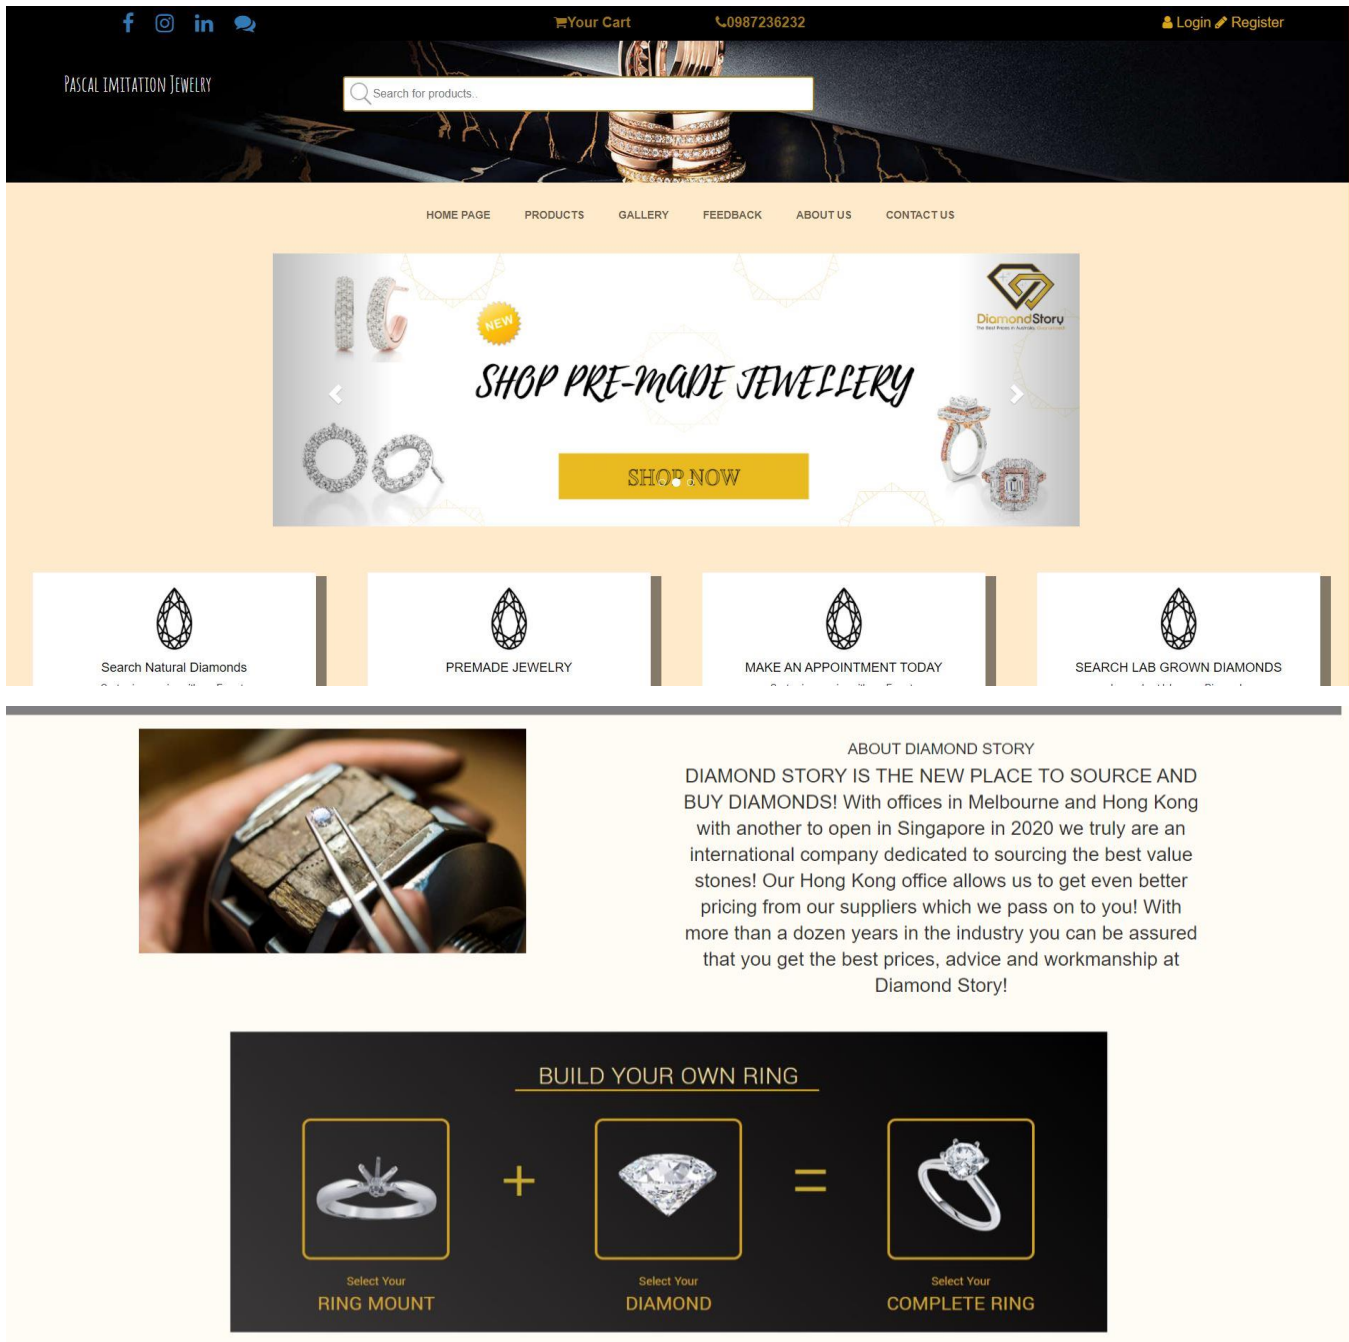 Your Cart
0987236232
Login Register
Pascal imitation Jewelry
Search for products..
HOME PAGE PRODUCTS GALLERY FEEDBACK ABOUT US CONTACT US
DiamondStory
The Best Prices in Australia,
NEW
SHOP PRE-MADE JEWELLERY
SHOP NOW
Search Natural Diamonds
PREMADE JEWELRY
MAKE AN APPOINTMENT TODAY
SEARCH LAB GROWN DIAMONDS
ABOUT DIAMOND STORY
DIAMOND STORY IS THE NEW PLACE TO SOURCE AND
BUY DIAMONDS! With offices in Melbourne and Hong Kong
with another to open in Singapore in 2020 we truly are an
international company dedicated to sourcing the best value
stones! Our Hong Kong office allows us to get even better
pricing from our suppliers which we pass on to you! With
more than a dozen years in the industry you can be assured
that you get the best prices, advice and workmanship at
Diamond Story!
BUILD YOUR OWN RING
+ =
Select Your
RING MOUNT
Select Your
DIAMOND
Select Your
COMPLETE RING